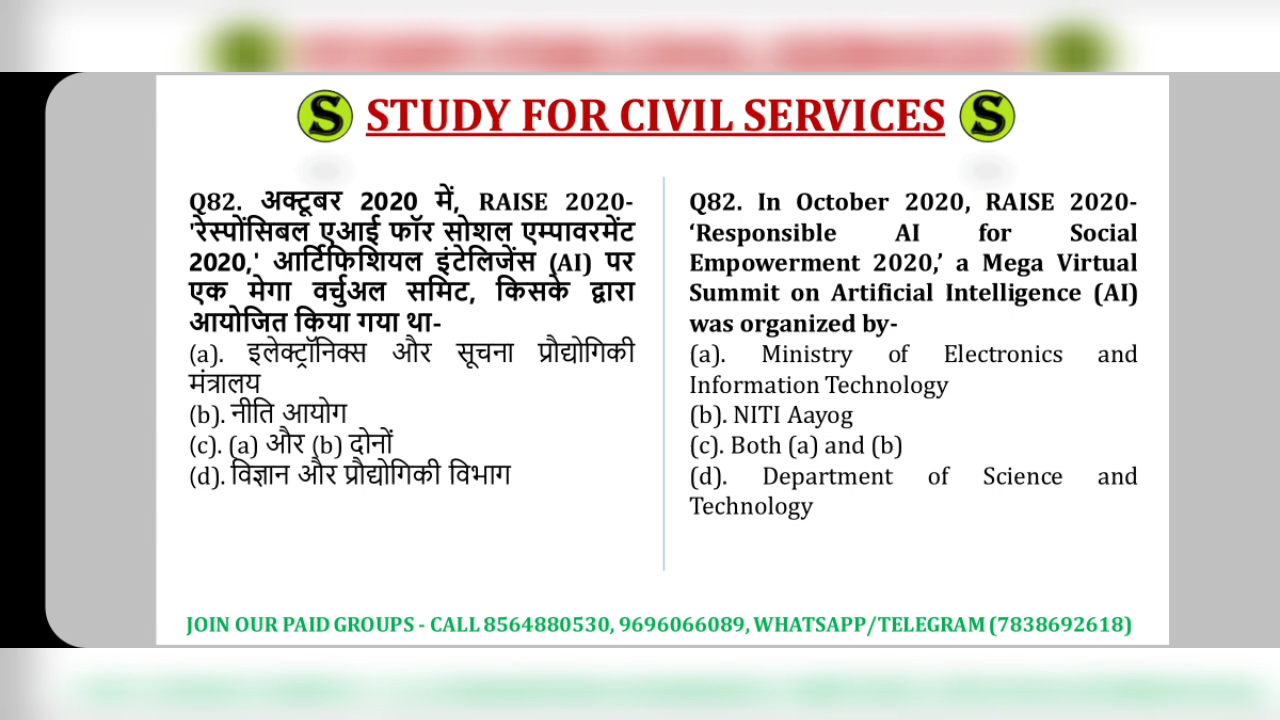 S STUDY FOR CIVIL SERVICES S
Q82. अक्टूबर 2020 में, RAISE 2020-
'रेस्पोंसिबल एआई फॉर सोशल एम्पावरमेंट
2020,' आर्टिफिशियल इंटेलिजेंस (AI) पर
एक मेगा वर्चुअल समिट, किसके द्वारा
आयोजित किया गया था-
(a). इलेक्ट्रॉनिक्स और सूचना प्रौद्योगिकी
मंत्रालय
(b). नीति आयोग
(c). (a) और (b) दोनों
(d). विज्ञान और प्रौद्योगिकी विभाग
Q82. In October 2020, RAISE 2020-
‘Responsible AI for Social
Empowerment 2020,’ a Mega Virtual
Summit on Artificial Intelligence (AI)
was organized by-
(a). Ministry of Electronics and
Information Technology
(b). NITI Aayog
(c). Both (a) and (b)
(d). Department of Science and
Technology
JOIN OUR PAID GROUPS - CALL 8564880530, 9696066089, WHATSAPP/TELEGRAM (7838692618)